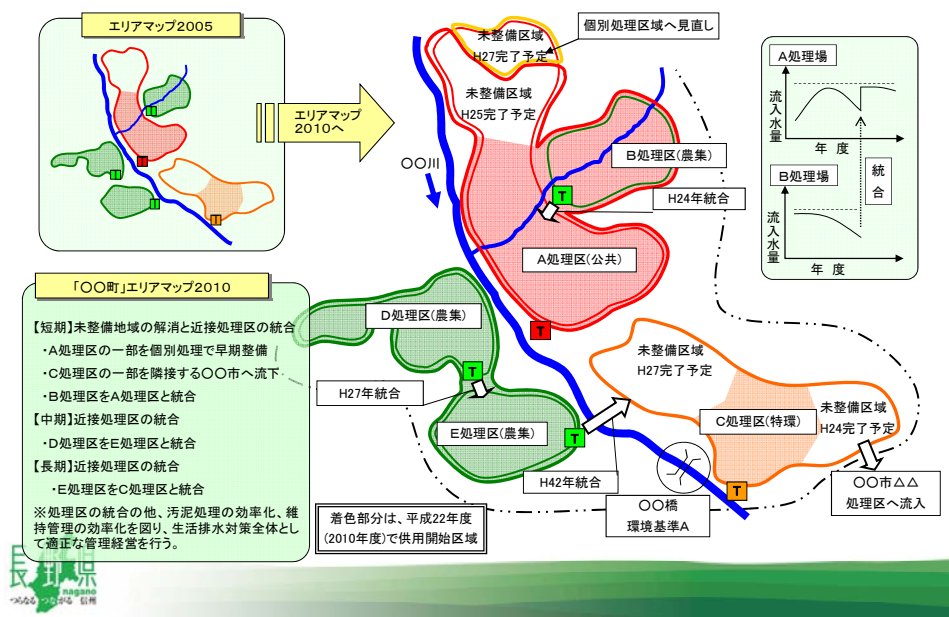 エリアマップ2005
エリアマップ
2010へ
個別処理区域へ見直し
未整備区域
H27完了予定
未整備区域
H25完了予定
〇〇川
B処理区(農集)
T
H24年統合
A処理区(公共)
T
A処理場
流入水量
年 度
統合
B処理場
流入水量
年 度
「〇〇町」エリアマップ2010
【短期】未整備地域の解消と近接処理区の統合
・A処理区の一部を個別処理で早期整備
・C処理区の一部を隣接する〇〇市へ流下
・B処理区をA処理区と統合
【中期】近接処理区の統合
・D処理区をE処理区と統合
【長期】近接処理区の統合
・E処理区をC処理区と統合
※処理区の統合の他、汚泥処理の効率化、維
持管理の効率化を図り、生活排水対策全体とし
て適正な管理経営を行う。
D処理区(農集)
T
H27年統合
E処理区(農集)
T
H42年統合
未整備区域
H27完了予定
C処理区(特環)
未整備区域
H24完了予定
T
〇〇市△△
処理区へ流入
〇〇橋
環境基準A
着色部分は、平成22年度
(2010年度)で供用開始区域
T
T
T
T
T
長野県
nagano
つらなる つながる 信州